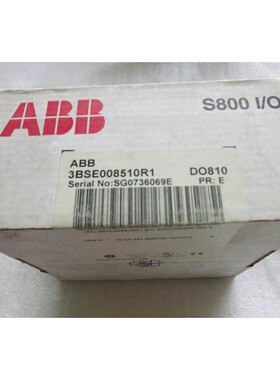 ABB
S800 I/O
ABB
3BSE008510R1 DO810
Serial No:SG0736069E PR: E